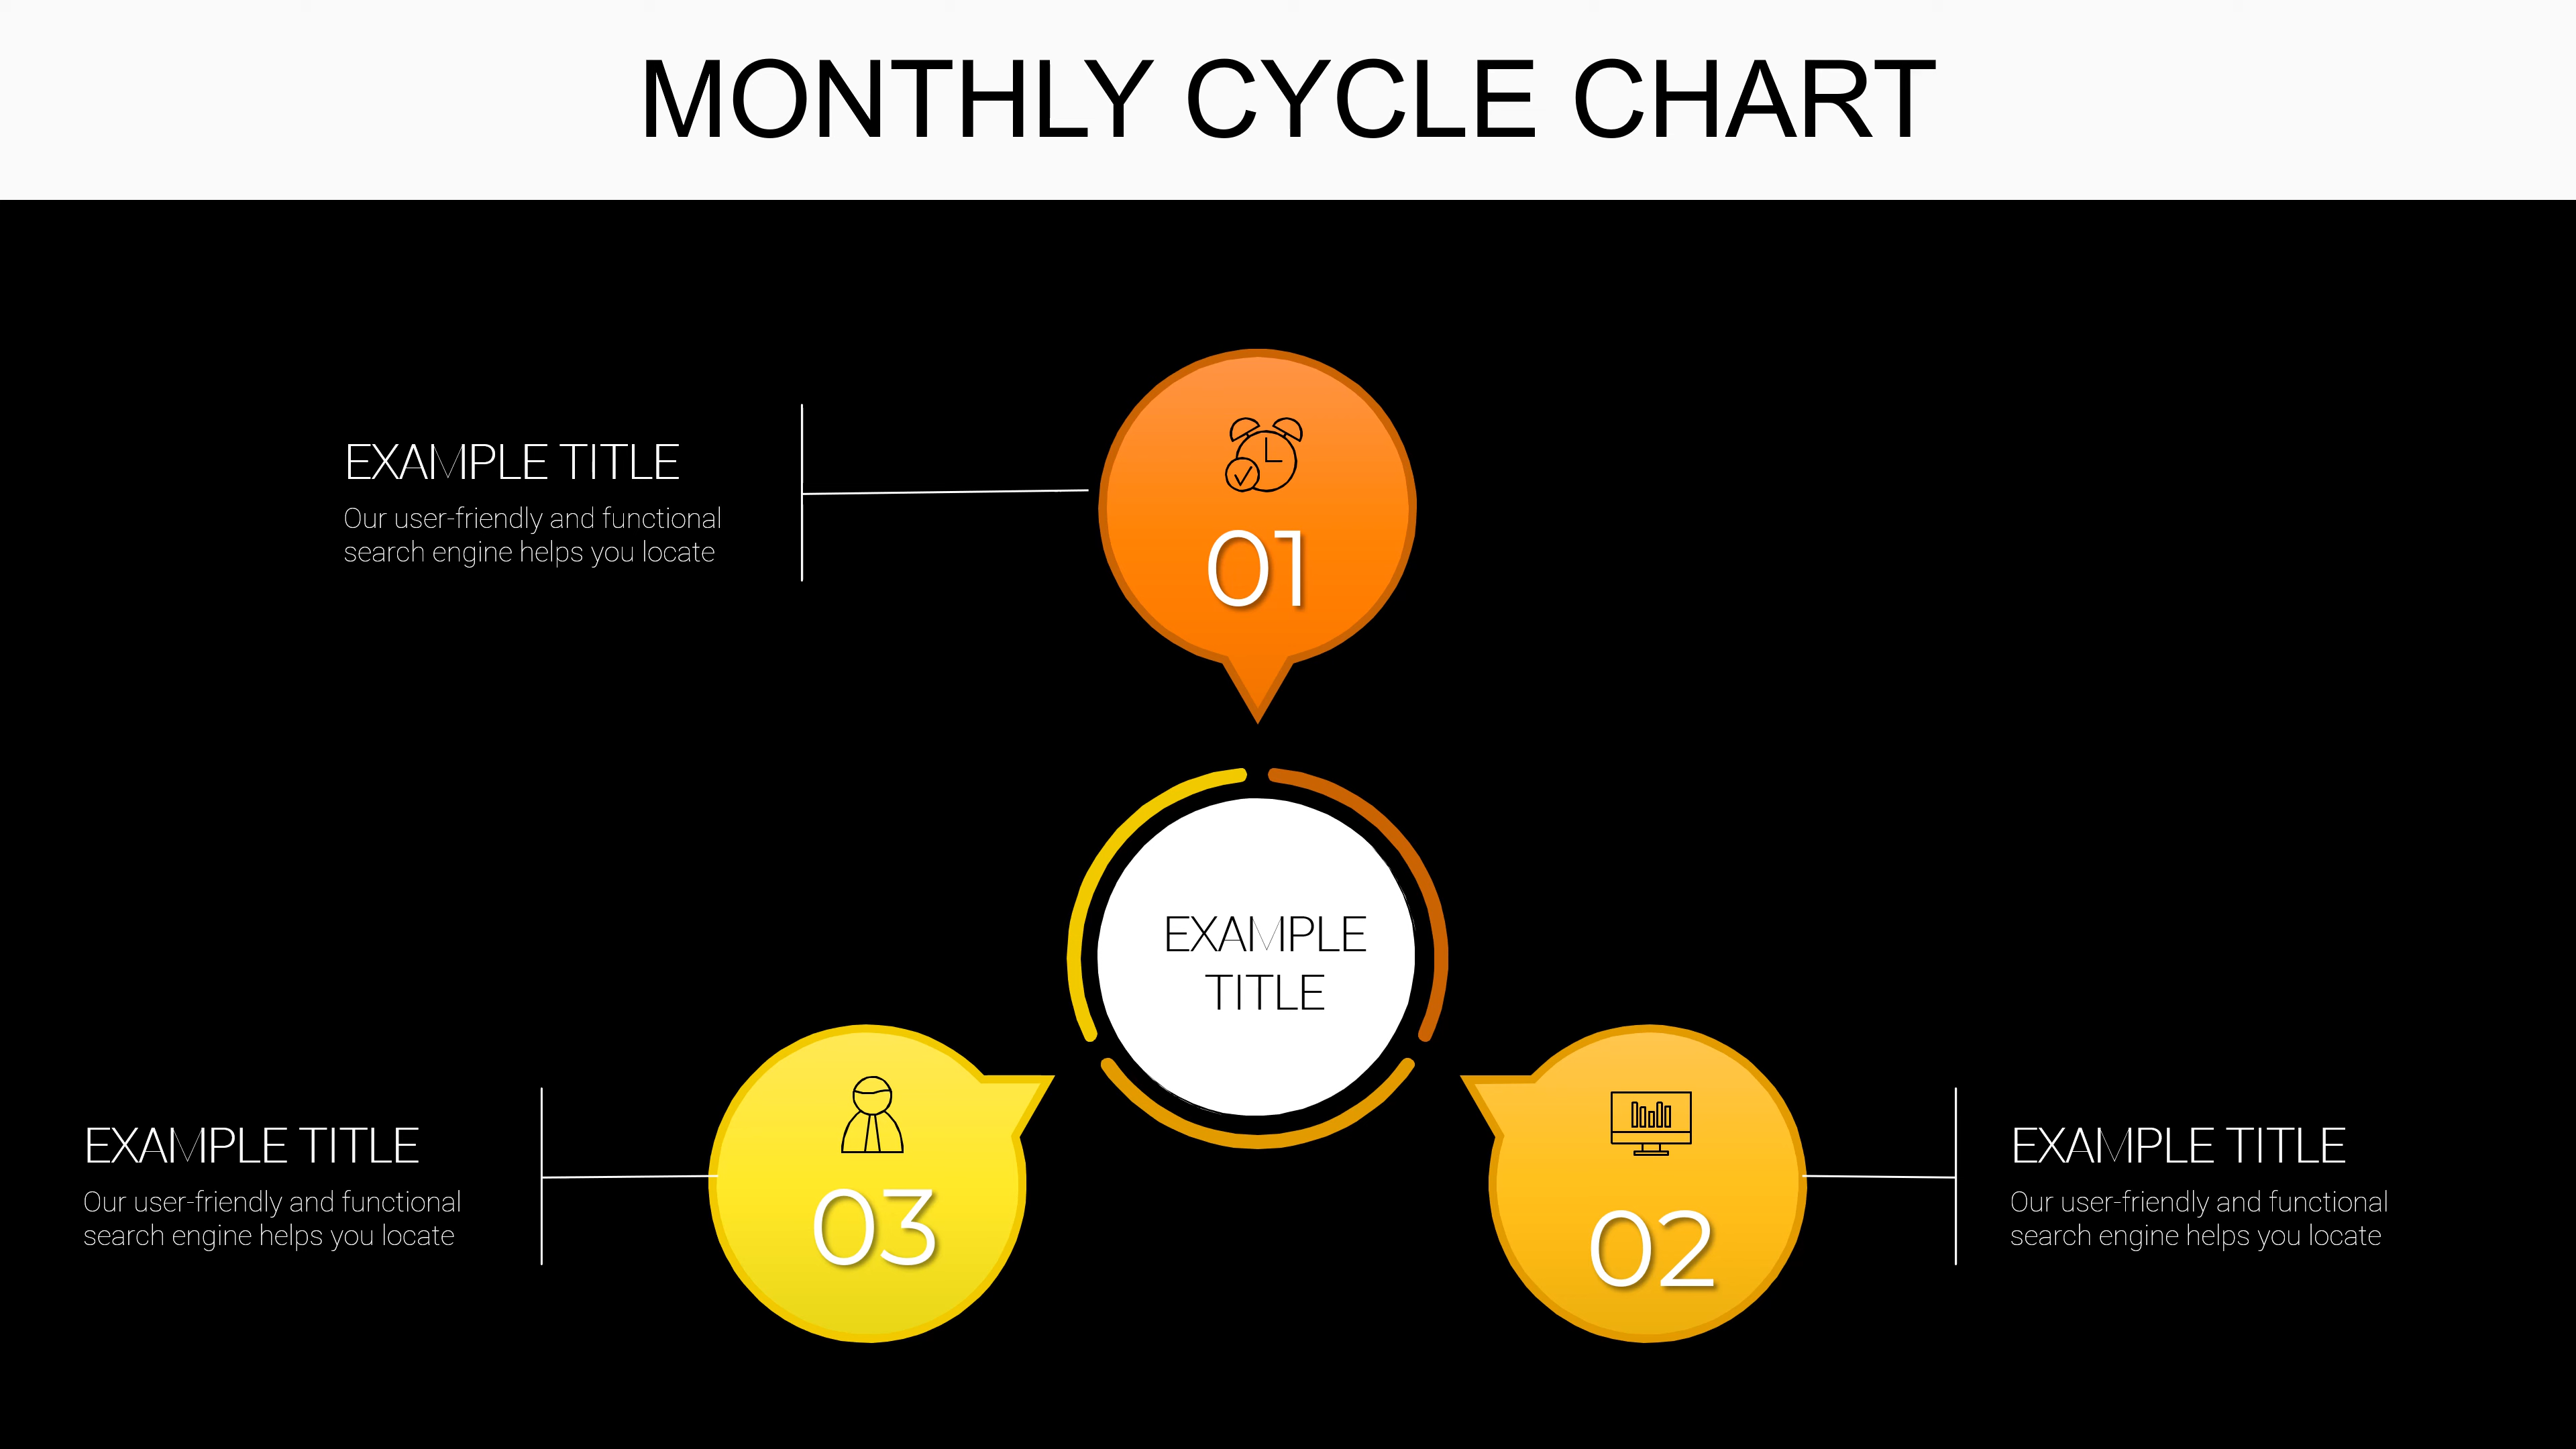 MONTHLY CYCLE CHART
EXAMPLE TITLE
Our user-friendly and functional
search engine helps you locate
01
EXAMPLE
TITLE
EXAMPLE TITLE
Our user-friendly and functional
search engine helps you locate
03
02
EXAMPLE TITLE
Our user-friendly and functional
search engine helps you locate